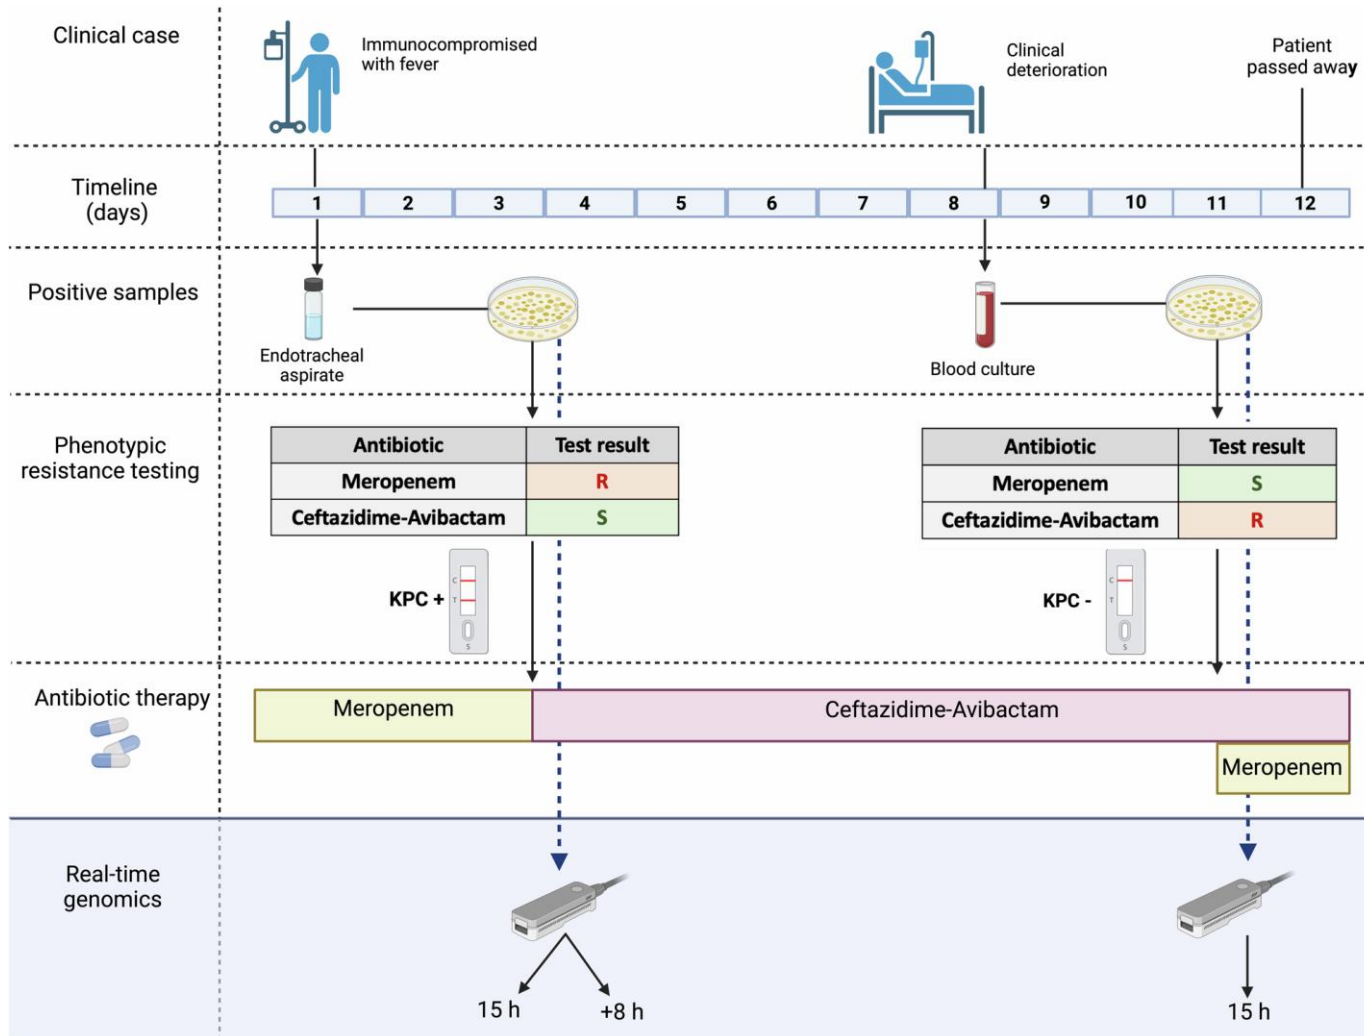 Clinical case
Immunocompromised
with fever
Clinical
deterioration
Patient
passed away
Timeline
(days)
1 2 3 4 5 6 7 8 9 10 11 12
Positive samples
Endotracheal
aspirate
Blood culture
Phenotypic
resistance testing
Antibiotic Test result
Meropenem R
Ceftazidime-Avibactam S
KPC +
C
T
S
Antibiotic Test result
Meropenem S
Ceftazidime-Avibactam R
KPC -
C
T
S
Antibiotic therapy
Meropenem
Ceftazidime-Avibactam
Meropenem
Real-time
genomics
15 h
+8 h
15 h